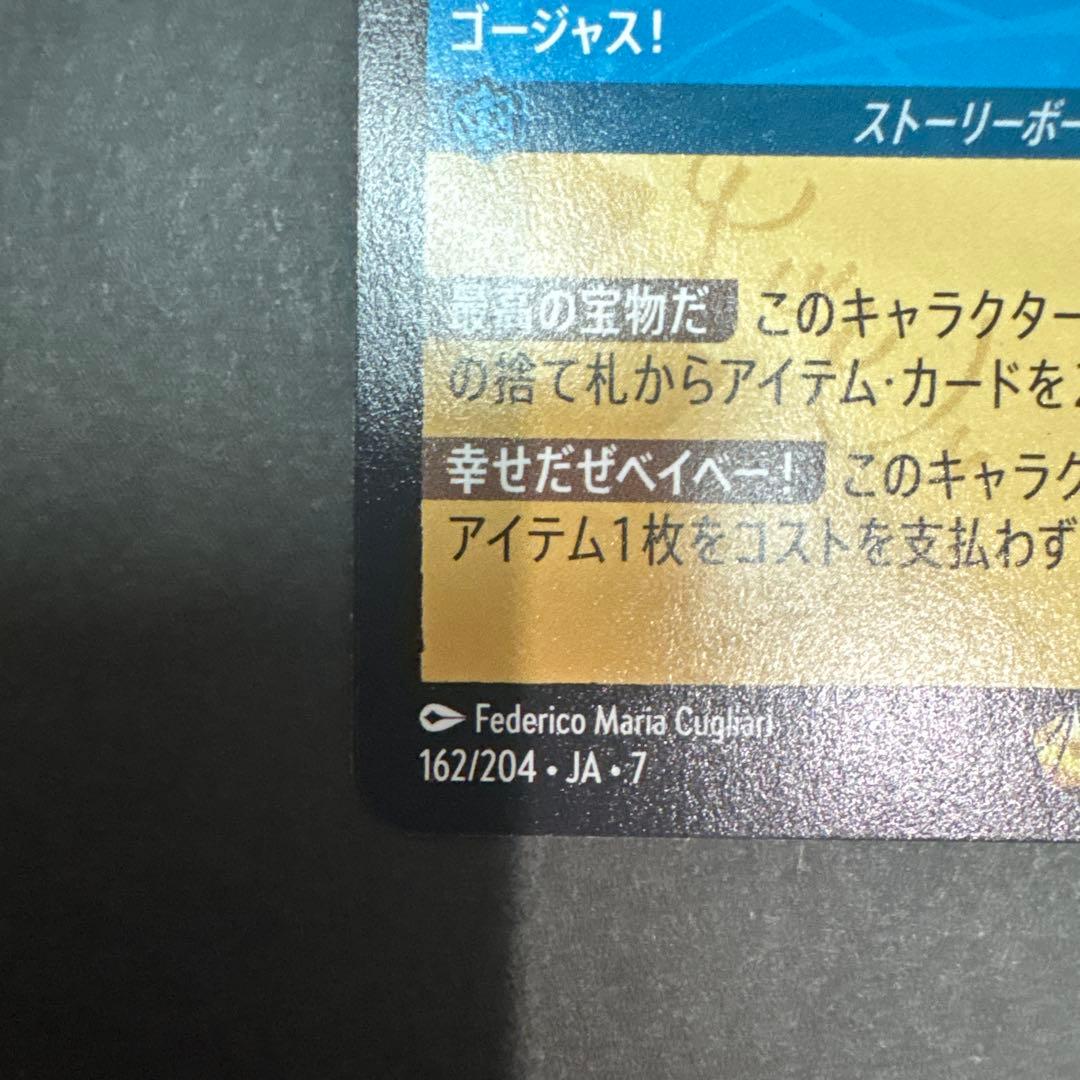 ゴージャス!
ストーリーボー
最高の宝物だ このキャラクター
の捨て札からアイテム・カードを
幸せだぜベイベー! このキャラク
アイテム1枚をコストを支払わず
Federico Maria Cugliari
162/204 • JA • 7